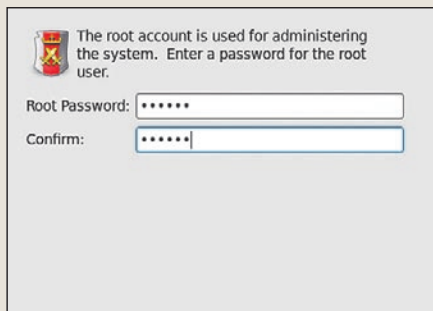 The root account is used for administering
the system. Enter a password for the root
user.
Root Password: ••••••
Confirm: ••••••